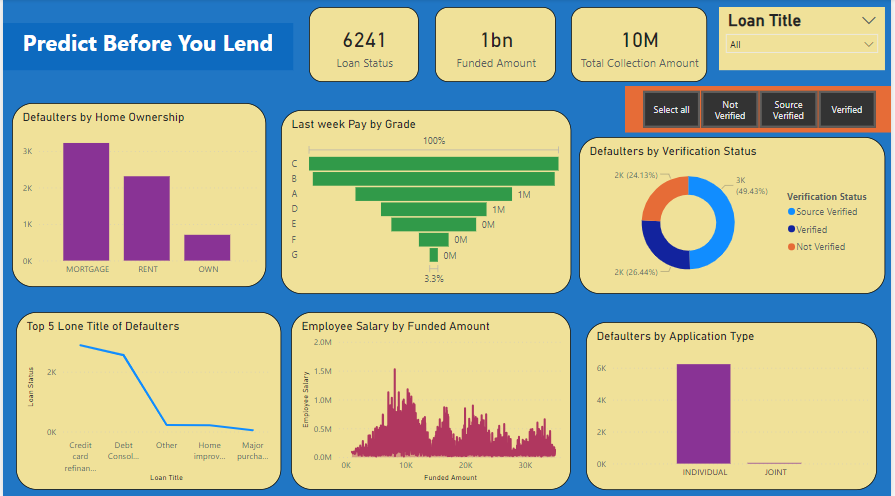 Predict Before You Lend
6241
Loan Status
1bn
Funded Amount
10M
Total Collection Amount
Loan Title
All
Select all
Not
Verified
Source
Verified
Verified
Defaulters by Home Ownership
3K
2K
1K
0K
MORTGAGE
RENT
OWN
Last week Pay by Grade
100%
C
B
A
1M
D
1M
E
0M
F
0M
G
0M
3.3%
Defaulters by Verification Status
2K (24.13%)
3K
(49.43%)
2K (26.44%)
Verification Status
Source Verified
Verified
Not Verified
Top 5 Lone Title of Defaulters
Loan Status
2K
0K
Credit
card
refinan...
Debt
Consol...
Other
Home
improv...
Major
purcha...
Loan Title
Employee Salary by Funded Amount
Employee Salary
2.0M
1.5M
1.0M
0.5M
0.0M
0K
10K
20K
30K
Funded Amount
Defaulters by Application Type
6K
4K
2K
0K
INDIVIDUAL
JOINT